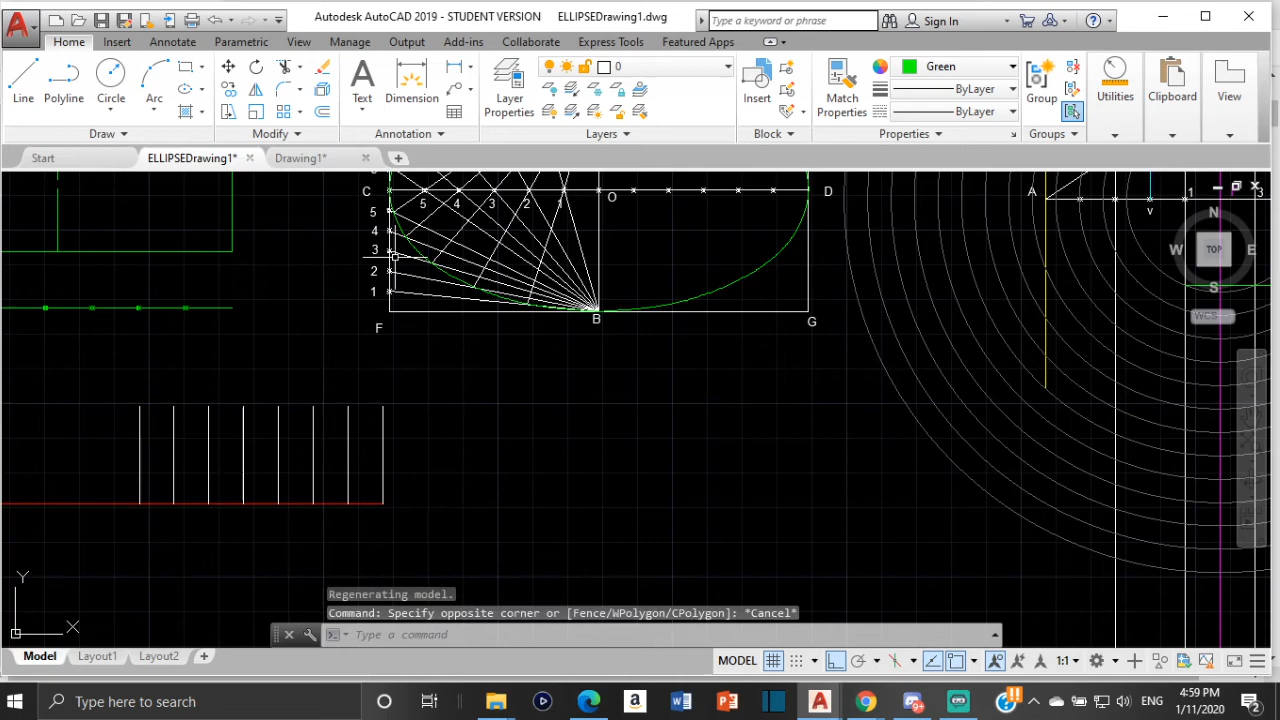 Autodesk AutoCAD 2019 - STUDENT VERSION ELLIPSEDrawing1.dwg
Type a keyword or phrase
Sign In
Home Insert Annotate Parametric View Manage Output Add-ins Collaborate Express Tools Featured Apps
0
Green
ByLayer
ByLayer
Line Polyline Circle Arc
Text Dimension
Layer Properties
Insert
Match Properties
Group
Utilities
Clipboard
View
Draw Modify Annotation Layers Block Properties Groups
Start ELLIPSEDrawing1* Drawing1*
C 5 4 3 2 1 O D
5
4
3
2
1
F B G
A v 1 3
N
W TOP E
S
WCS
Y
X
Regenerating model.
Command: Specify opposite corner or [Fence/WPolygon/CPolygon]: *Cancel*
Type a command
Model Layout1 Layout2 +
MODEL 1:1
Type here to search
ENG
4:59 PM
1/11/2020
2